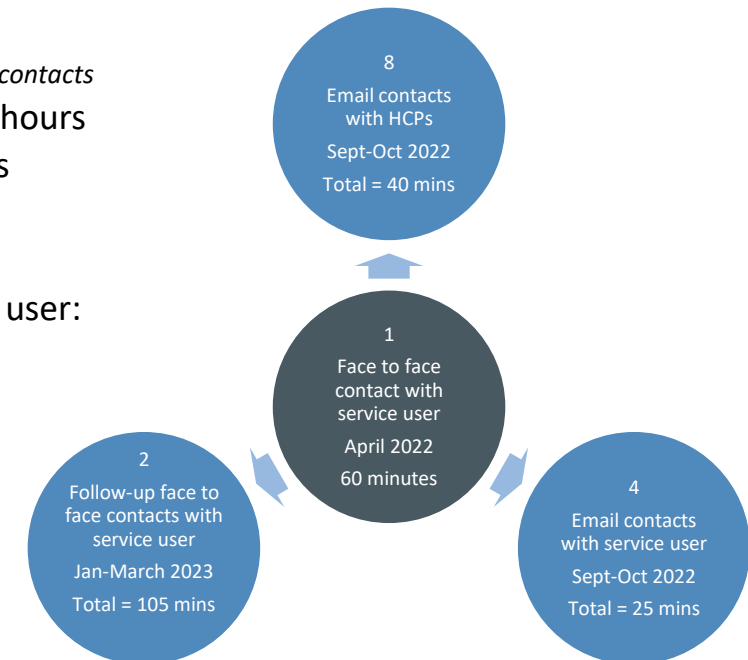 contacts
hours
s
user:
8
Email contacts
with HCPs
Sept-Oct 2022
Total = 40 mins
1
Face to face
contact with
service user
April 2022
60 minutes
2
Follow-up face to
face contacts with
service user
Jan-March 2023
Total = 105 mins
4
Email contacts
with service user
Sept-Oct 2022
Total = 25 mins